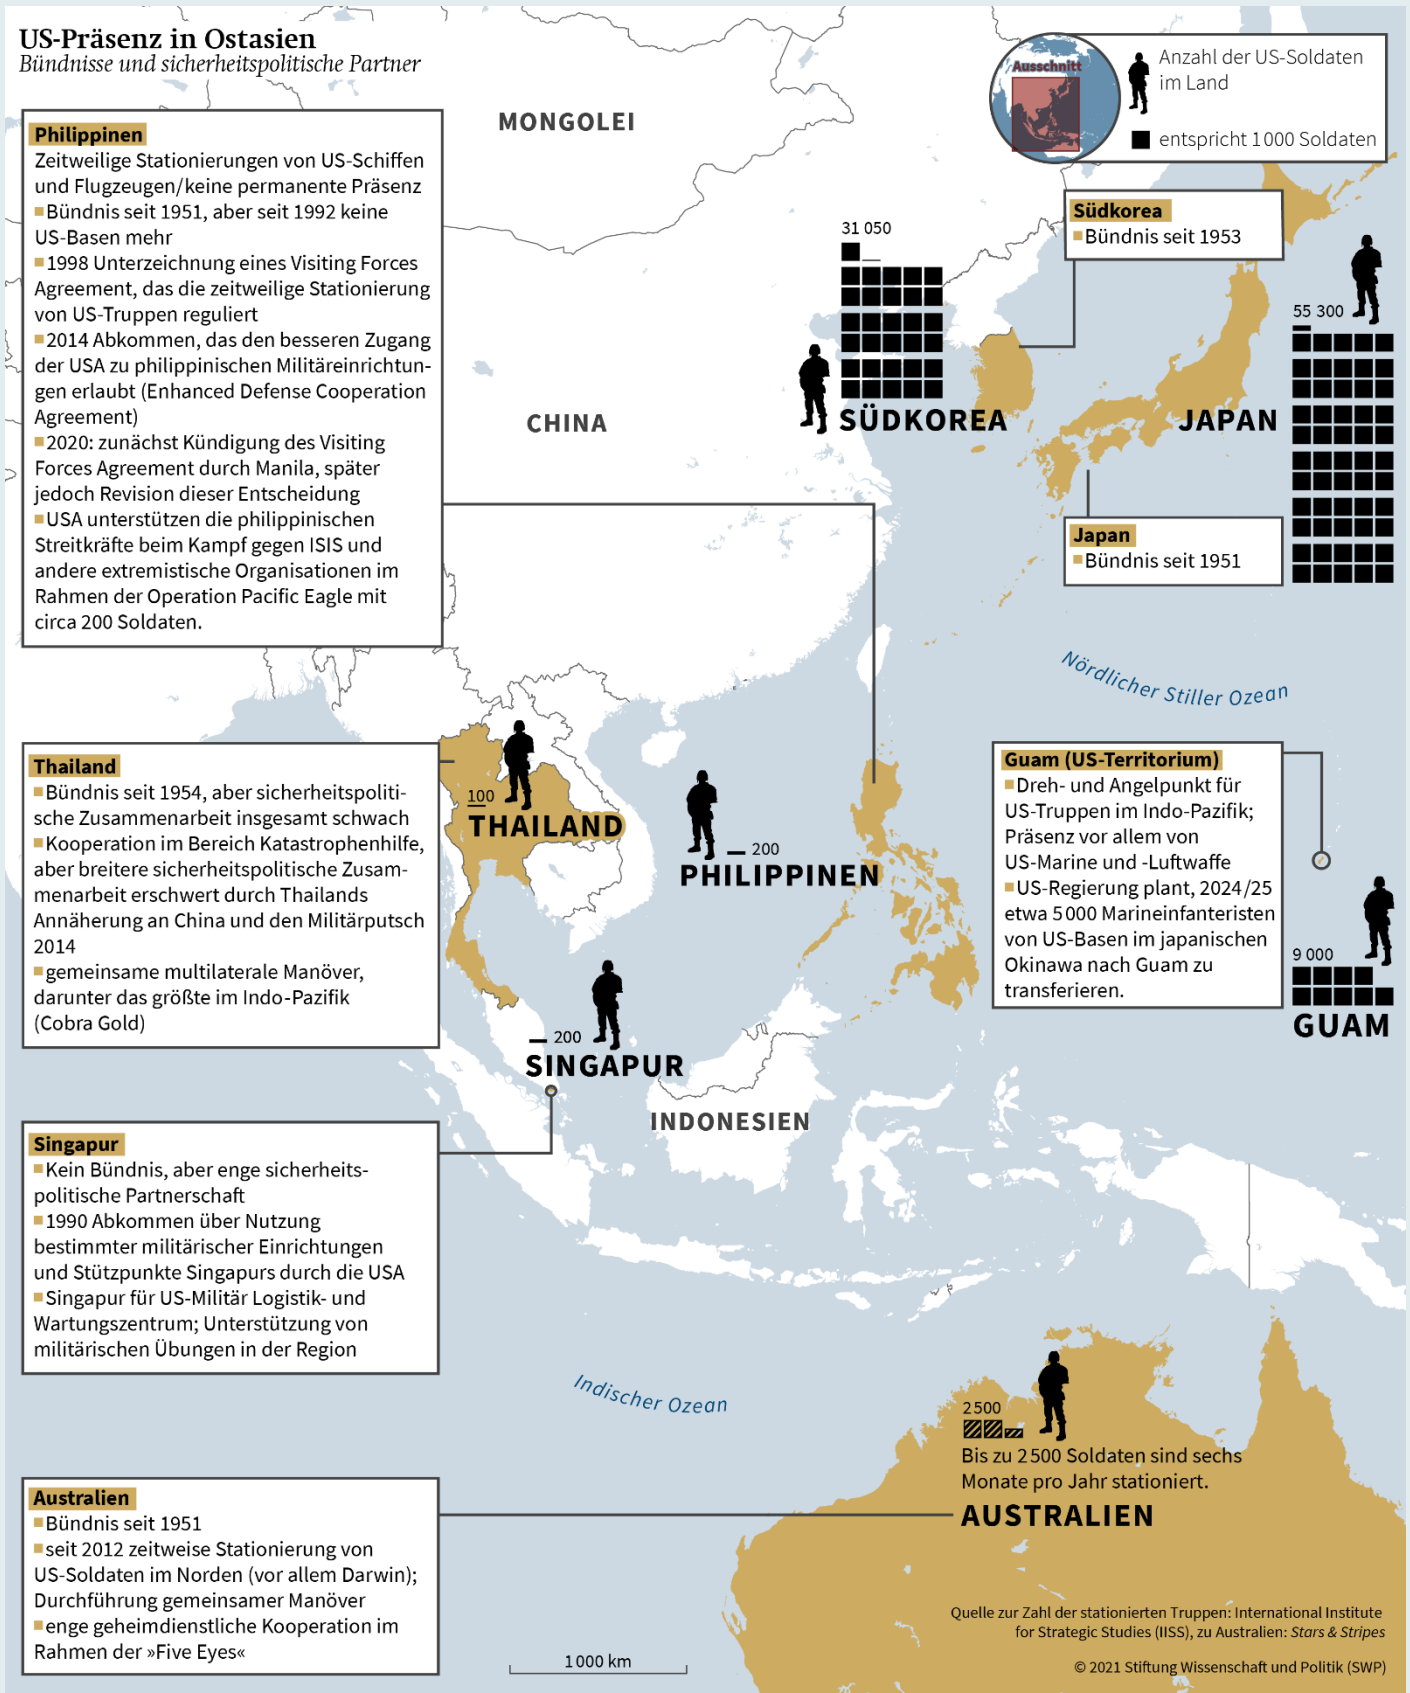 US-Präsenz in Ostasien
Bündnisse und sicherheitspolitische Partner
Ausschnitt
Anzahl der US-Soldaten
im Land
entspricht 1000 Soldaten
Philippinen
Zeitweilige Stationierungen von US-Schiffen
und Flugzeugen/keine permanente Präsenz
Bündnis seit 1951, aber seit 1992 keine
US-Basen mehr
1998 Unterzeichnung eines Visiting Forces
Agreement, das die zeitweilige Stationierung
von US-Truppen reguliert
2014 Abkommen, das den besseren Zugang
der USA zu philippinischen Militäreinrichtun-
gen erlaubt (Enhanced Defense Cooperation
Agreement)
2020: zunächst Kündigung des Visiting
Forces Agreement durch Manila, später
jedoch Revision dieser Entscheidung
USA unterstützen die philippinischen
Streitkräfte beim Kampf gegen ISIS und
andere extremistische Organisationen im
Rahmen der Operation Pacific Eagle mit
circa 200 Soldaten.
MONGOLEI
CHINA
Südkorea
Bündnis seit 1953
31 050
SÜDKOREA
55 300
JAPAN
Japan
Bündnis seit 1951
Nördlicher Stiller Ozean
Thailand
Bündnis seit 1954, aber sicherheitspoliti-
sche Zusammenarbeit insgesamt schwach
Kooperation im Bereich Katastrophenhilfe,
aber breitere sicherheitspolitische Zusam-
menarbeit erschwert durch Thailands
Annäherung an China und den Militärputsch
2014
gemeinsame multilaterale Manöver,
darunter das größte im Indo-Pazifik
(Cobra Gold)
100
THAILAND
200
PHILIPPINEN
Guam (US-Territorium)
Dreh- und Angelpunkt für
US-Truppen im Indo-Pazifik;
Präsenz vor allem von
US-Marine und -Luftwaffe
US-Regierung plant, 2024/25
etwa 5000 Marineinfanteristen
von US-Basen im japanischen
Okinawa nach Guam zu
transferieren.
9 000
GUAM
200
SINGAPUR
INDONESIEN
Singapur
Kein Bündnis, aber enge sicherheits-
politische Partnerschaft
1990 Abkommen über Nutzung
bestimmter militärischer Einrichtungen
und Stützpunkte Singapurs durch die USA
Singapur für US-Militär Logistik- und
Wartungszentrum; Unterstützung von
militärischen Übungen in der Region
Indischer Ozean
2 500
Bis zu 2 500 Soldaten sind sechs
Monate pro Jahr stationiert.
AUSTRALIEN
Australien
Bündnis seit 1951
seit 2012 zeitweise Stationierung von
US-Soldaten im Norden (vor allem Darwin);
Durchführung gemeinsamer Manöver
enge geheimdienstliche Kooperation im
Rahmen der »Five Eyes«
1 000 km
Quelle zur Zahl der stationierten Truppen: International Institute
for Strategic Studies (IISS), zu Australien: Stars & Stripes
© 2021 Stiftung Wissenschaft und Politik (SWP)